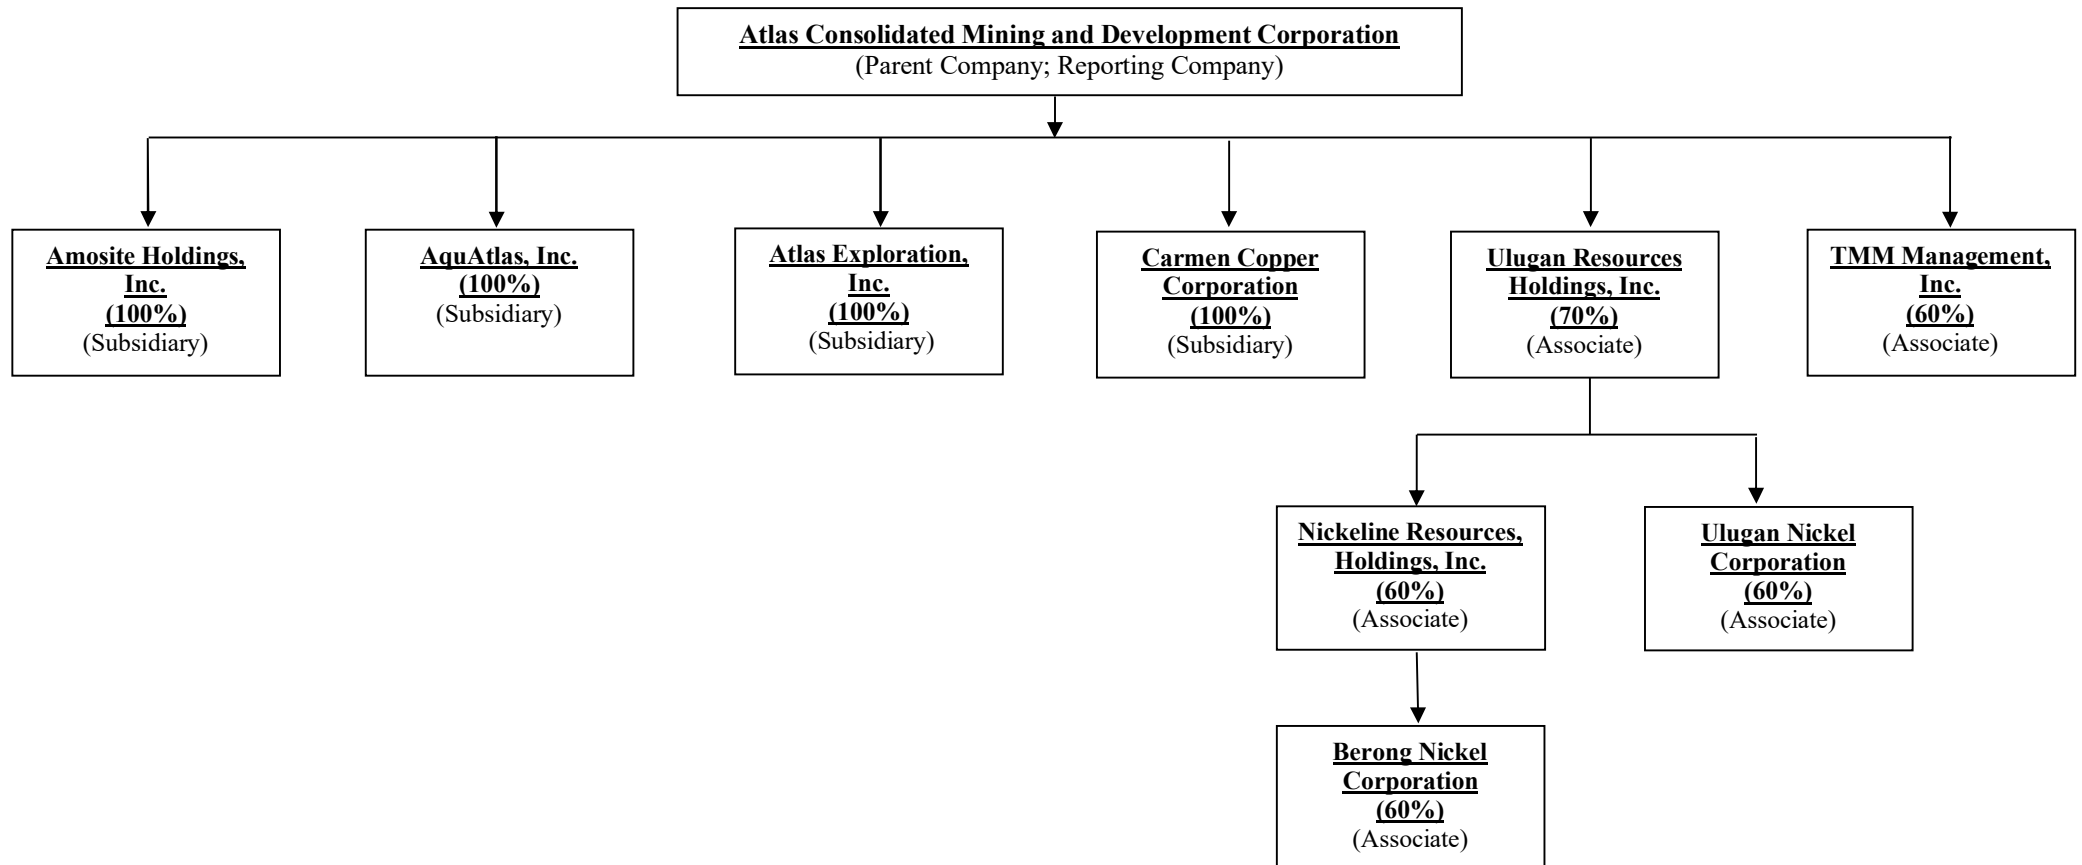 Atlas Consolidated Mining and Development Corporation
(Parent Company; Reporting Company)
Amosite Holdings,
Inc.
(100%)
(Subsidiary)
AquAtlas, Inc.
(100%)
(Subsidiary)
Atlas Exploration,
Inc.
(100%)
(Subsidiary)
Carmen Copper
Corporation
(100%)
(Subsidiary)
Ulugan Resources
Holdings, Inc.
(70%)
(Associate)
TMM Management,
Inc.
(60%)
(Associate)
Nickeline Resources,
Holdings, Inc.
(60%)
(Associate)
Ulugan Nickel
Corporation
(60%)
(Associate)
Berong Nickel
Corporation
(60%)
(Associate)